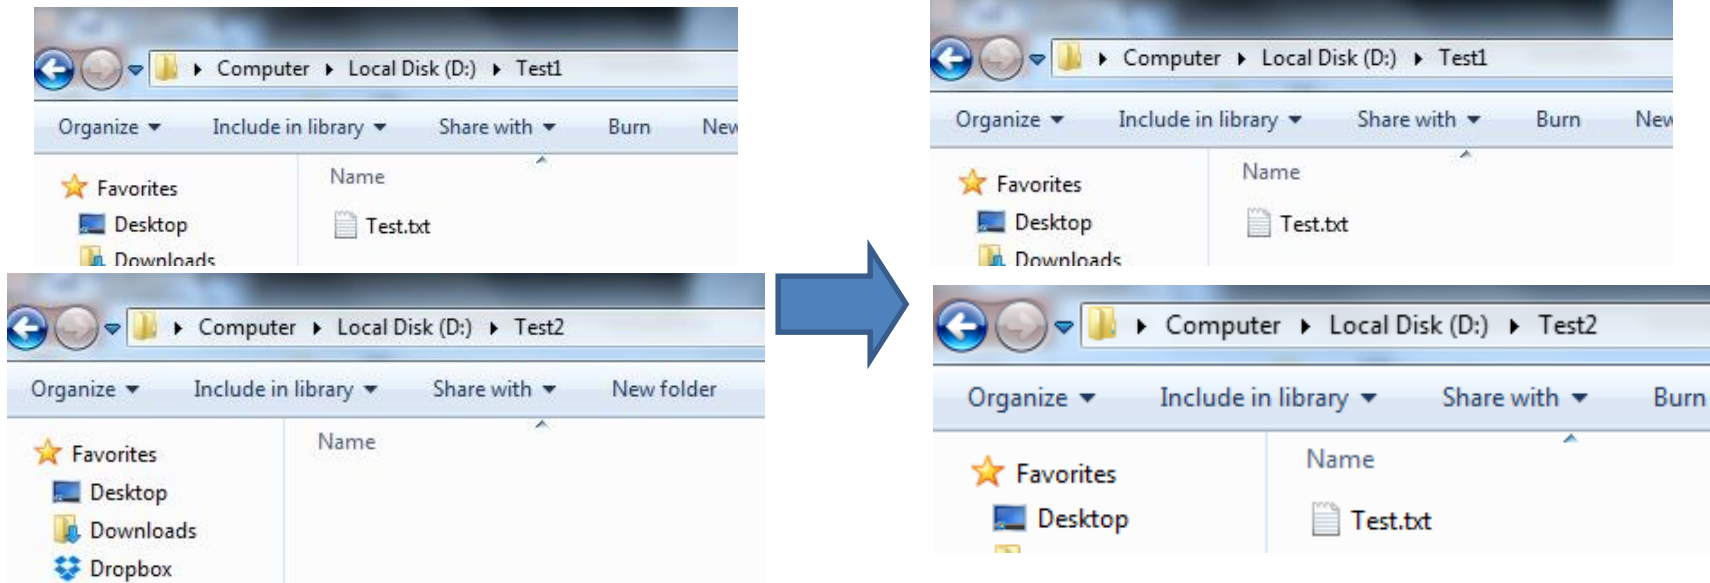 Computer Local Disk (D:) Test1
Organize Include in library Share with Burn New
Favorites
Desktop
Downloads
Name
Test.txt
Computer Local Disk (D:) Test2
Organize Include in library Share with New folder
Favorites
Desktop
Downloads
Dropbox
Name
Computer Local Disk (D:) Test1
Organize Include in library Share with Burn New
Favorites
Desktop
Downloads
Name
Test.txt
Computer Local Disk (D:) Test2
Organize Include in library Share with Burn
Favorites
Desktop
Name
Test.txt